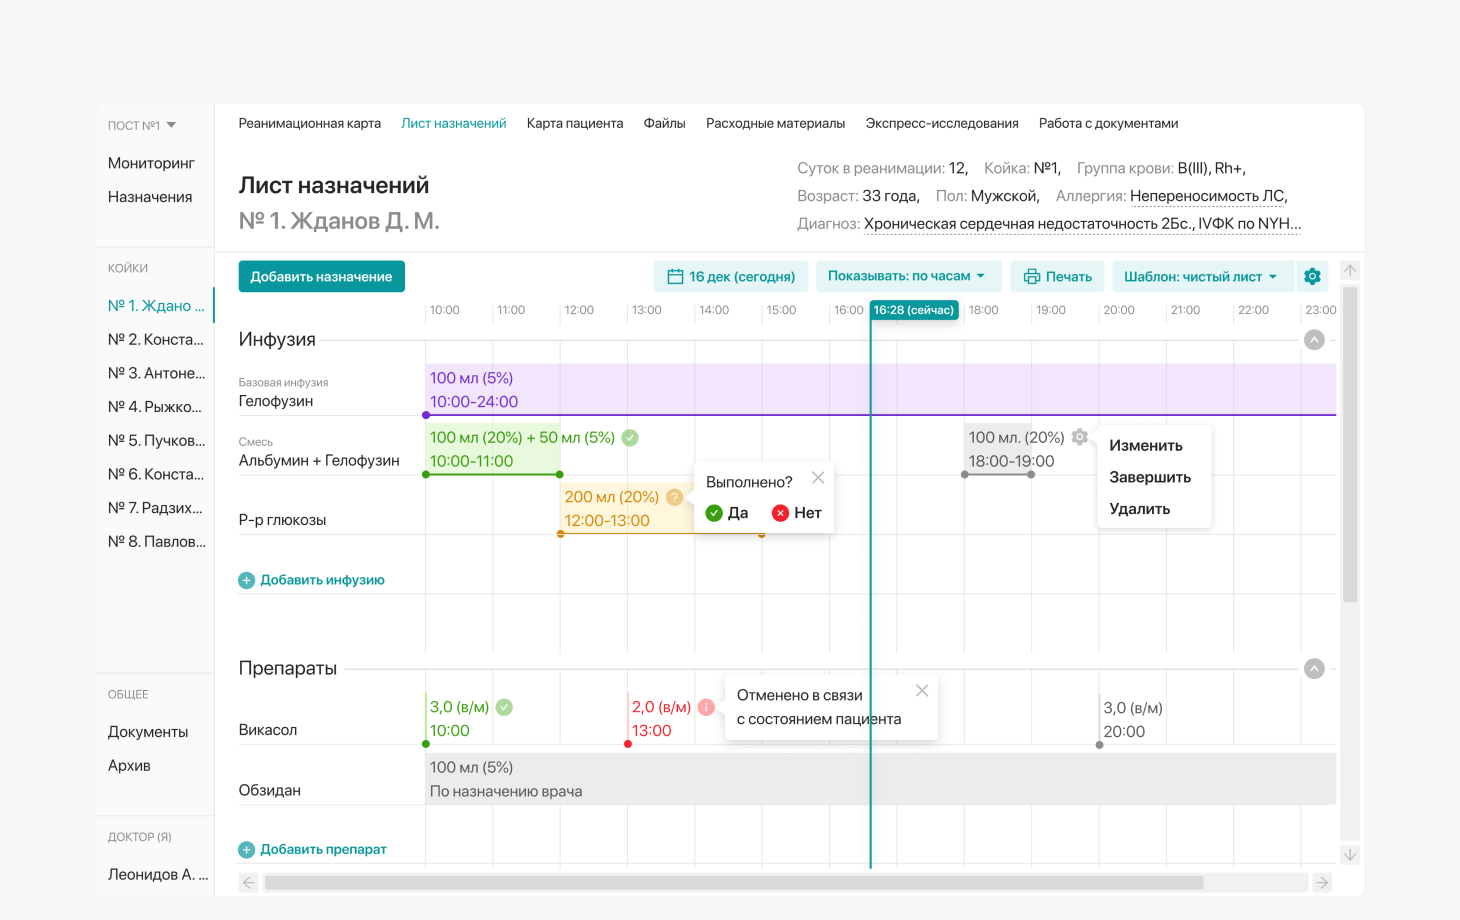 ПОСТ №1
Мониторинг
Назначения
КОЙКИ
№ 1. Ждано ...
№ 2. Конста...
№ 3. Антоне...
№ 4. Рыжко...
№ 5. Пучков...
№ 6. Конста...
№ 7. Радзих...
№ 8. Павлов...
ОБЩЕЕ
Документы
Архив
ДОКТОР (Я)
Леонидов А. ...
Реанимационная карта Лист назначений Карта пациента Файлы Расходные материалы Экспресс-исследования Работа с документами
Лист назначений
№ 1. Жданов Д. М.
Суток в реанимации: 12, Койка: №1, Группа крови: B(III), Rh+,
Возраст: 33 года, Пол: Мужской, Аллергия: Непереносимость ЛС,
Диагноз: Хроническая сердечная недостаточность 2Бс., IVФК по NYH...
Добавить назначение 16 дек (сегодня) Показывать: по часам Печать Шаблон: чистый лист
10:00 11:00 12:00 13:00 14:00 15:00 16:00 16:28 (сейчас) 18:00 19:00 20:00 21:00 22:00 23:00
Инфузия
Базовая инфузия
Гелофузин
100 мл (5%)
10:00-24:00
Смесь
Альбумин + Гелофузин
100 мл (20%) + 50 мл (5%)
10:00-11:00
100 мл. (20%)
18:00-19:00
Изменить
Завершить
Удалить
Р-р глюкозы
200 мл (20%)
12:00-13:00
Выполнено?
Да Нет
Добавить инфузию
Препараты
Викасол
3,0 (в/м)
10:00
2,0 (в/м)
13:00
Отменено в связи
с состоянием пациента
3,0 (в/м)
20:00
Обзидан
100 мл (5%)
По назначению врача
Добавить препарат